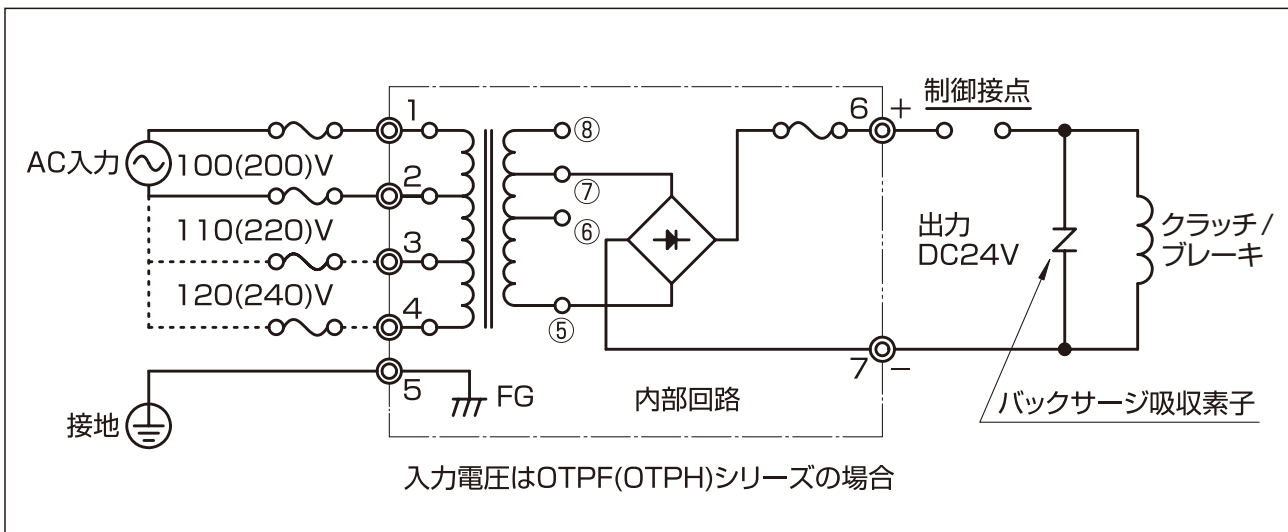 AC入力
100(200)V
110(220)V
120(240)V
接地
1
2
3
4
5
FG
⑧
⑦
⑥
⑤
内部回路
6
+
7
−
制御接点
出力
DC24V
クラッチ/
ブレーキ
バックサージ吸収素子
入力電圧はOTPF(OTPH)シリーズの場合